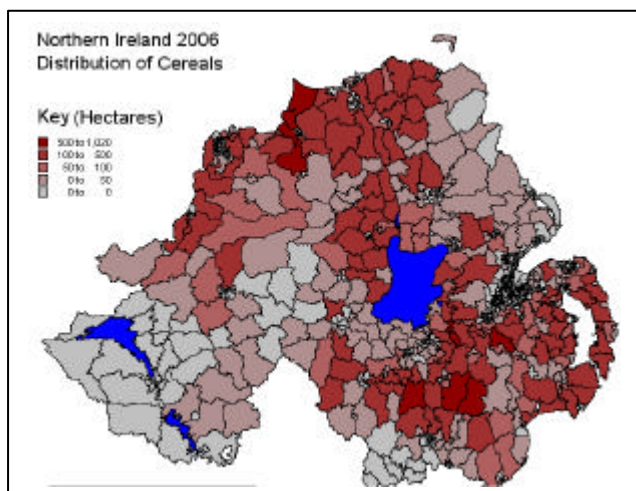 Northern Ireland 2006
Distribution of Cereals
Key (Hectares)
500 to 1,020
100 to 500
50 to 100
0 to 50
0 to 0